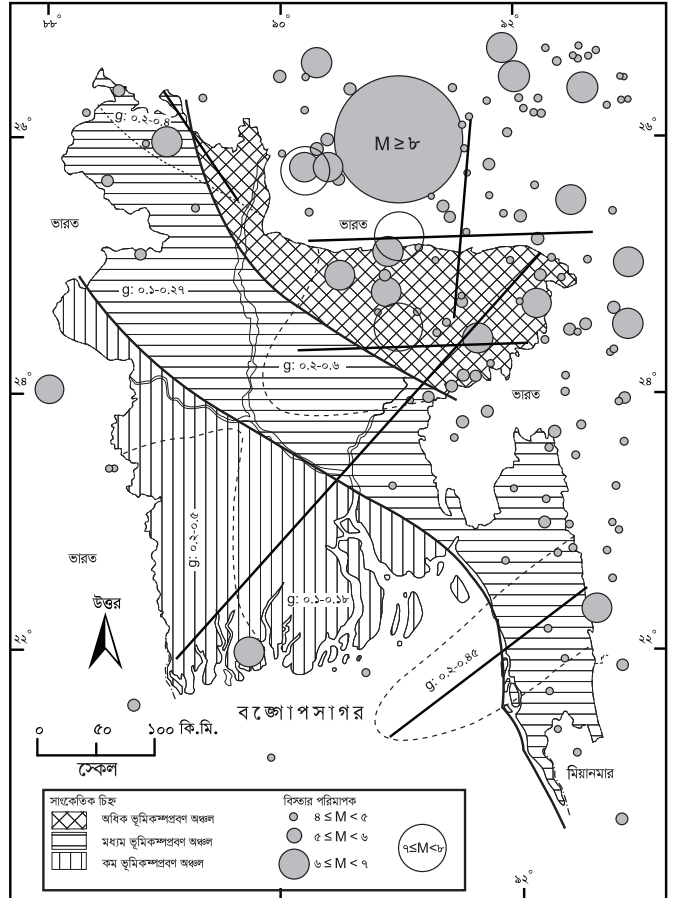 ৮৮° ৯০° ৯২°
২৬° ২৬°
g: ০.২-০.৪
M ≥ ৮
ভারত ভারত
g: ০.১-০.২৭
g: ০.২-০.৬
২৪° ২৪°
ভারত
g: ০.২-০.৫
ভারত
g: ০.১-০.১৮
উত্তর
২২° ২২°
g: ০.২-০.৪৫
বঙ্গোপসাগর
০ ৫০ ১০০ কি.মি.
স্কেল
মিয়ানমার
সাংকেতিক চিহ্ন বিস্তার পরিমাপক
অধিক ভূমিকম্পপ্রবণ অঞ্চল ৪ ≤ M < ৫
মধ্যম ভূমিকম্পপ্রবণ অঞ্চল ৫ ≤ M < ৬ ৭≤M<৮
কম ভূমিকম্পপ্রবণ অঞ্চল ৬ ≤ M < ৭
৯২°